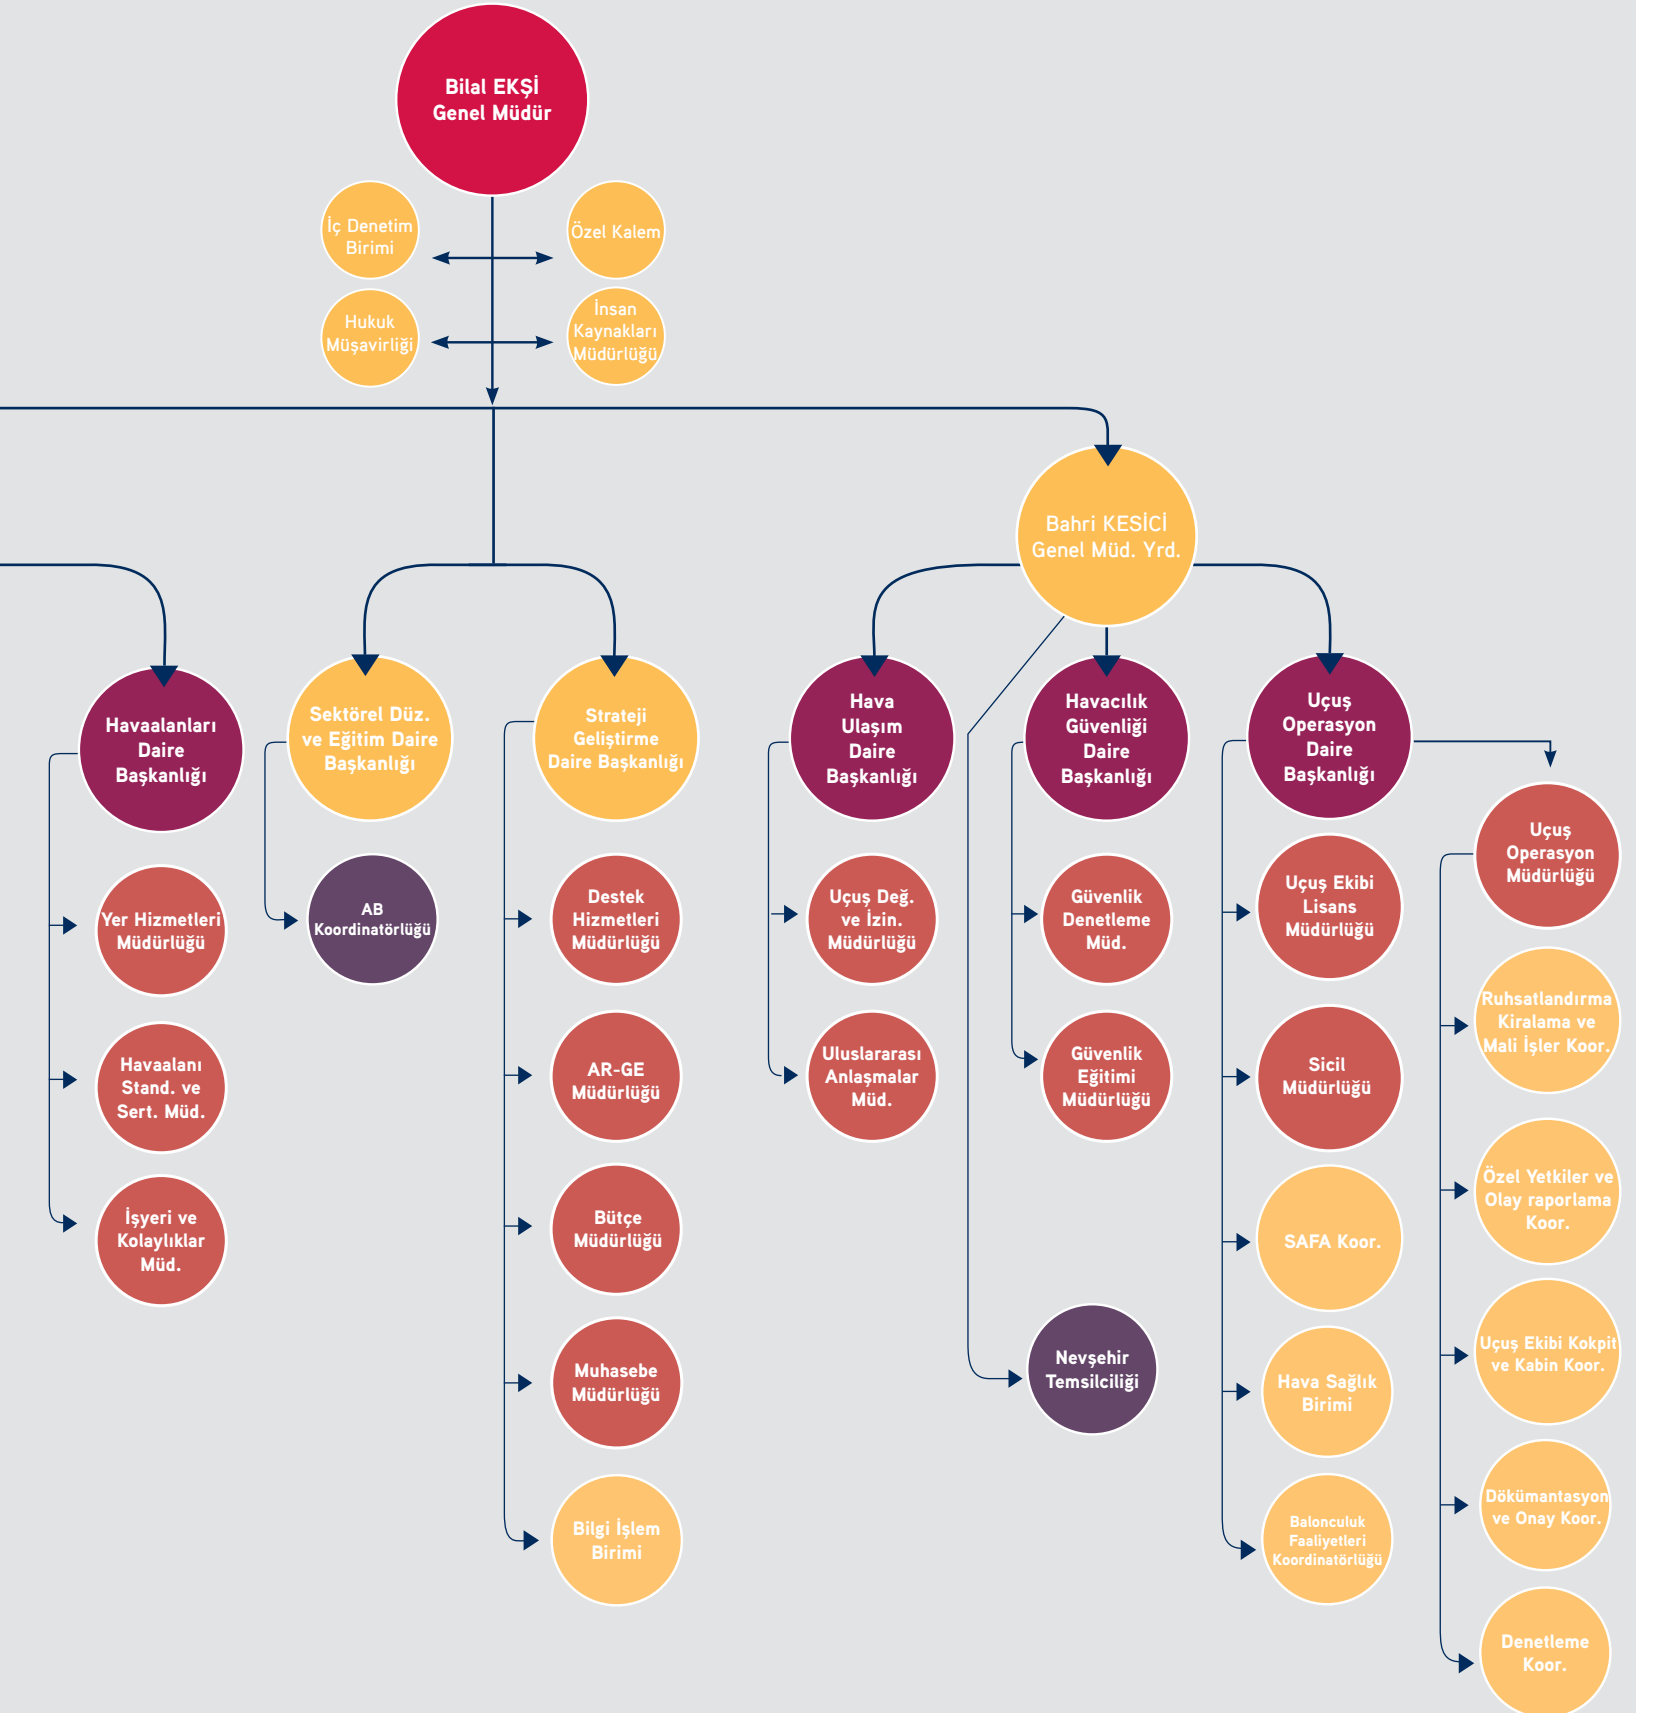 Bilal EKŞİ
Genel Müdür
İç Denetim
Birimi
Özel Kalem
Hukuk
Müşavirliği
İnsan
Kaynakları
Müdürlüğü
Bahri KESİCİ
Genel Müd. Yrd.
Havaalanları
Daire
Başkanlığı
Yer Hizmetleri
Müdürlüğü
Havaalanı
Stand. ve
Sert. Müd.
İşyeri ve
Kolaylıklar
Müd.
Sektörel Düz.
ve Eğitim Daire
Başkanlığı
AB
Koordinatörlüğü
Strateji
Geliştirme
Daire Başkanlığı
Destek
Hizmetleri
Müdürlüğü
AR-GE
Müdürlüğü
Bütçe
Müdürlüğü
Muhasebe
Müdürlüğü
Bilgi İşlem
Birimi
Hava
Ulaşım
Daire
Başkanlığı
Uçuş Değ.
ve İzin.
Müdürlüğü
Uluslararası
Anlaşmalar
Müd.
Havacılık
Güvenliği
Daire
Başkanlığı
Güvenlik
Denetleme
Müd.
Güvenlik
Eğitimi
Müdürlüğü
Nevşehir
Temsilciliği
Uçuş
Operasyon
Daire
Başkanlığı
Uçuş Ekibi
Lisans
Müdürlüğü
Sicil
Müdürlüğü
SAFA Koor.
Hava Sağlık
Birimi
Balonculuk
Faaliyetleri
Koordinatörlüğü
Uçuş
Operasyon
Müdürlüğü
Ruhsatlandırma
Kiralama ve
Mali İşler Koor.
Özel Yetkiler ve
Olay raporlama
Koor.
Uçuş Ekibi Kokpit
ve Kabin Koor.
Dökümantasyon
ve Onay Koor.
Denetleme
Koor.